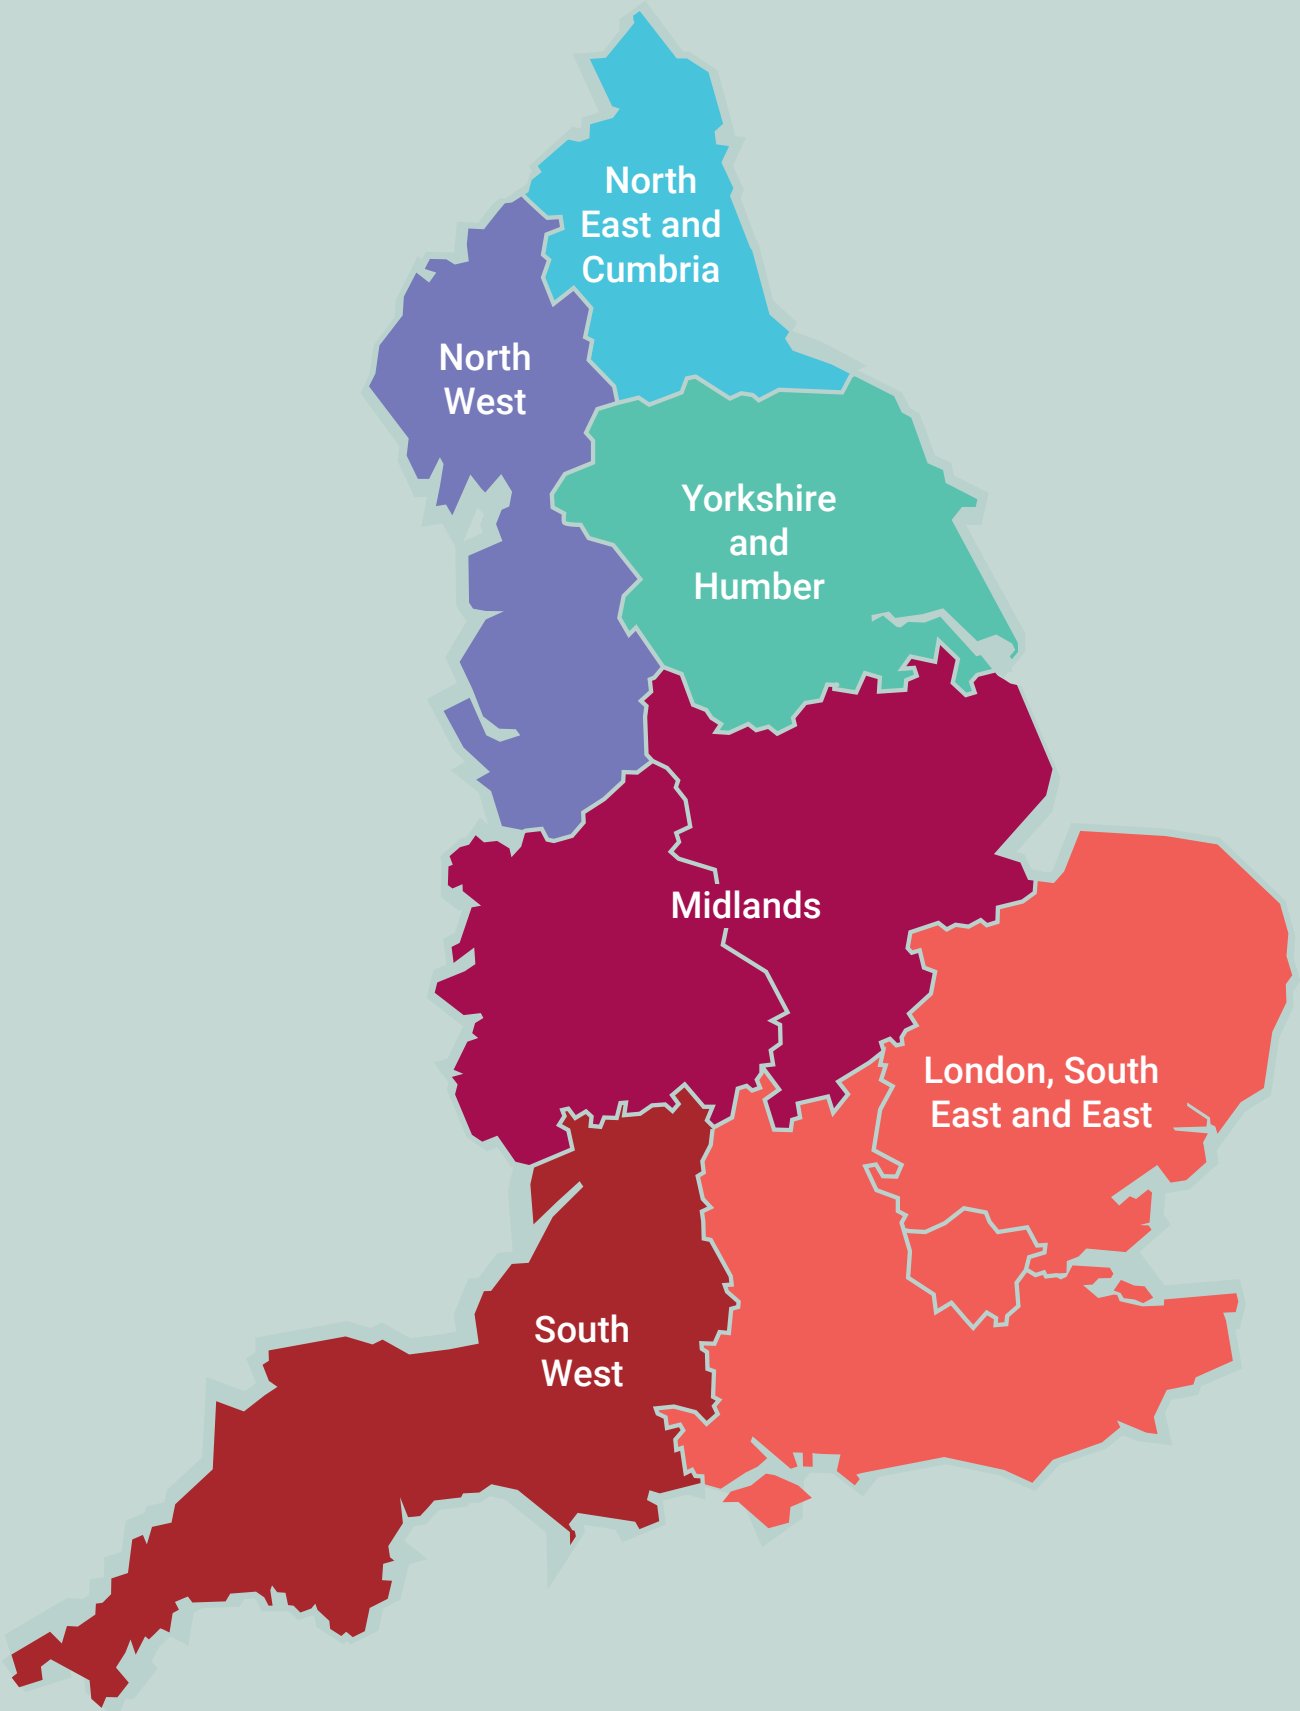 North
East and
Cumbria
North
West
Yorkshire
and
Humber
Midlands
London, South
East and East
South
West